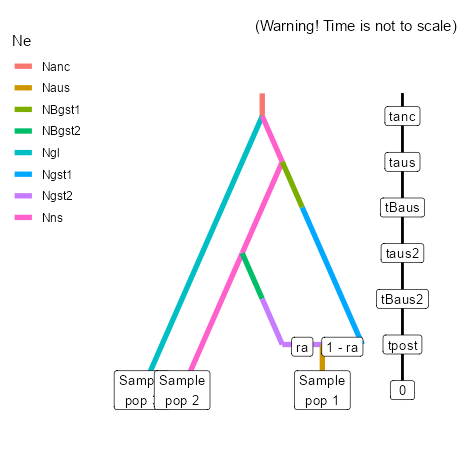 (Warning! Time is not to scale)
Ne
Nanc
Naus
NBgst1
NBgst2
Ngl
Ngst1
Ngst2
Nns
tanc
taus
tBaus
taus2
tBaus2
tpost
0
ra
1 - ra
pop
Sample
pop 2
Sample
pop 1